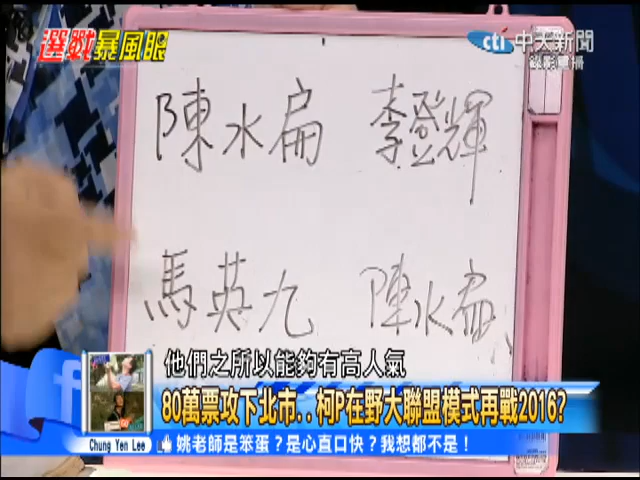 選戰暴風眼
cti 中天新聞
錄影重播
陳水扁 李登輝
馬英九 陳水扁
他們之所以能夠有高人氣
80萬票攻下北市..柯P在野大聯盟模式再戰2016?
Chung Yen Lee 姚老師是笨蛋？是心直口快？我想都不是！